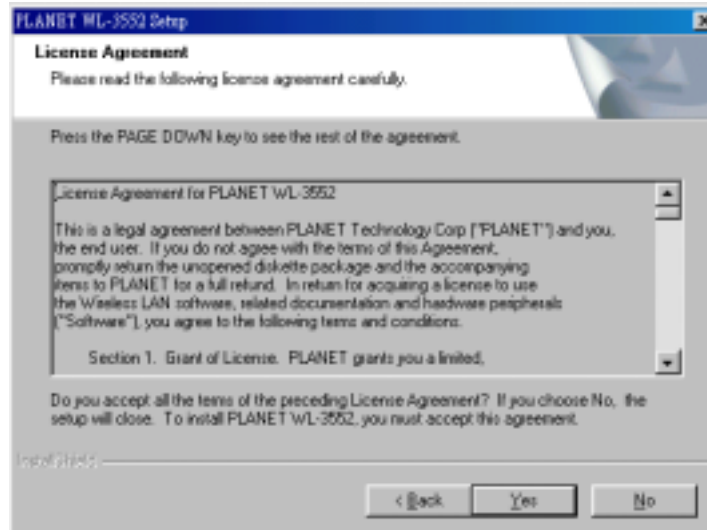 PLANET WL-3552 Setup
License Agreement
Please read the following license agreement carefully.
Press the PAGE DOWN key to see the rest of the agreement.
License Agreement for PLANET WL-3552
This is a legal agreement between PLANET Technology Corp ("PLANET") and you,
the end user. If you do not agree with the terms of this Agreement,
promptly return the unopened diskette package and the accompanying
items to PLANET for a full refund. In return for acquiring a license to use
the Wireless LAN software, related documentation and hardware peripherals
("Software"), you agree to the following terms and conditions.
Section 1. Grant of License. PLANET grants you a limited,
Do you accept all the terms of the preceding License Agreement? If you choose No, the
setup will close. To install PLANET WL-3552, you must accept this agreement.
InstallShield
< Back
Yes
No